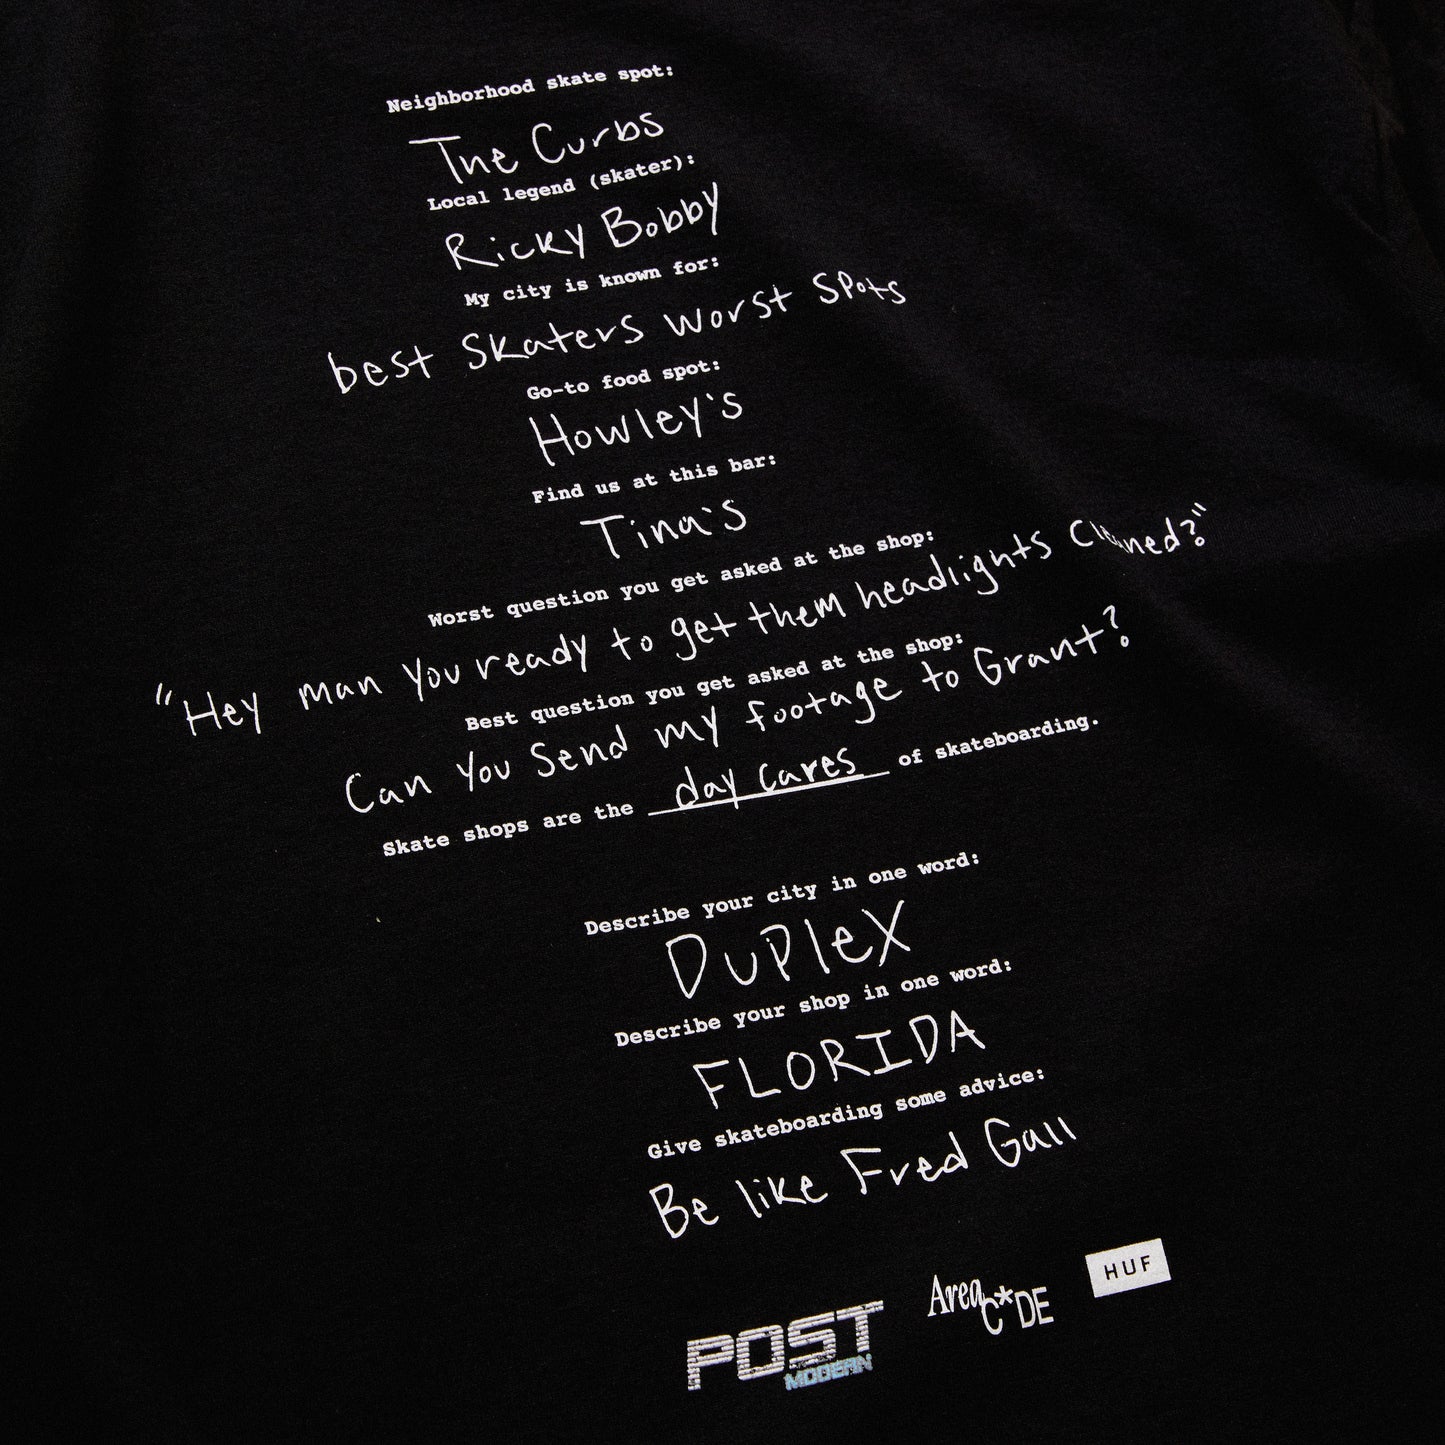 Neighborhood skate spot:
The Curbs
Local legend (skater):
Ricky Bobby
My city is known for:
best skaters worst spots
Go-to food spot:
Howley's
Find us at this bar:
Tina's
Worst question you get asked at the shop:
"Hey man you ready to get them headlights cleaned?"
Best question you get asked at the shop:
Can you send my footage to Grant?
Skate shops are the day cares of skateboarding.
Describe your city in one word:
DuPleX
Describe your shop in one word:
FLORIDA
Give skateboarding some advice:
Be like Fred Gall
POST
MODERN
Area
C*DE
HUF